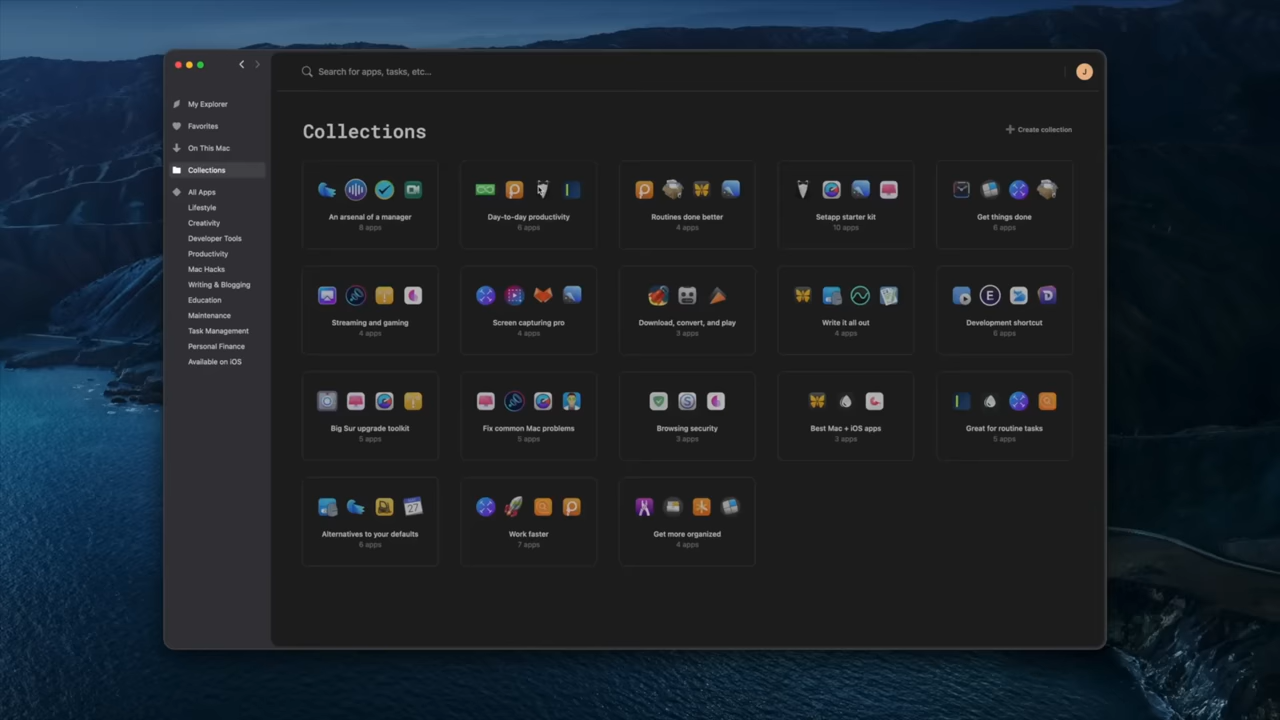 Search for apps, tasks, etc...
J
My Explorer
Favorites
On This Mac
Collections
All Apps
Lifestyle
Creativity
Developer Tools
Productivity
Mac Hacks
Writing & Blogging
Education
Maintenance
Task Management
Personal Finance
Available on iOS
Collections
Create collection
An arsenal of a manager
8 apps
Day-to-day productivity
6 apps
Routines done better
4 apps
Setapp starter kit
10 apps
Get things done
6 apps
Streaming and gaming
4 apps
Screen capturing pro
4 apps
Download, convert, and play
3 apps
Write it all out
4 apps
E
D
Development shortcut
6 apps
Big Sur upgrade toolkit
5 apps
Fix common Mac problems
5 apps
S
Browsing security
3 apps
Best Mac + iOS apps
3 apps
Great for routine tasks
5 apps
27
Alternatives to your defaults
6 apps
Work faster
7 apps
Get more organized
4 apps